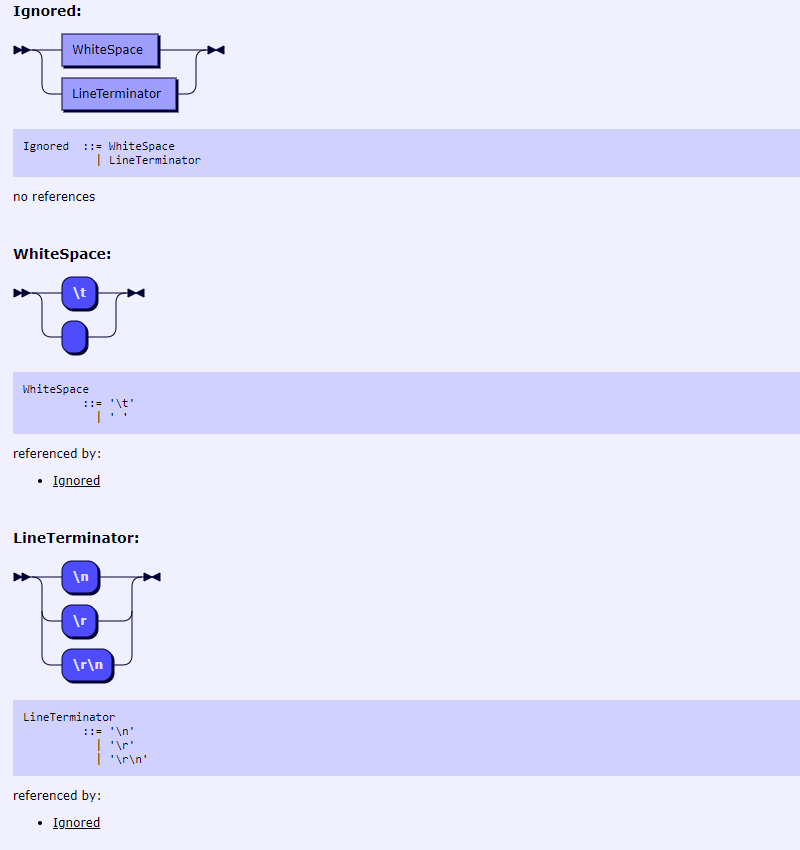 Ignored:
WhiteSpace
LineTerminator
Ignored  ::= WhiteSpace
           | LineTerminator
no references
WhiteSpace:
\t
WhiteSpace
         ::= '\t'
           | ' '
referenced by:
• Ignored
LineTerminator:
\n
\r
\r\n
LineTerminator
         ::= '\n'
           | '\r'
           | '\r\n'
referenced by:
• Ignored